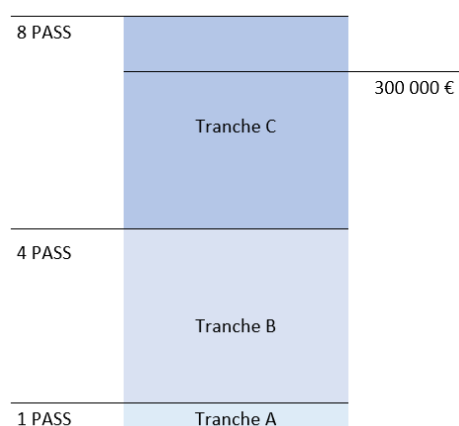 8 PASS
300 000 €
Tranche C
4 PASS
Tranche B
1 PASS Tranche A